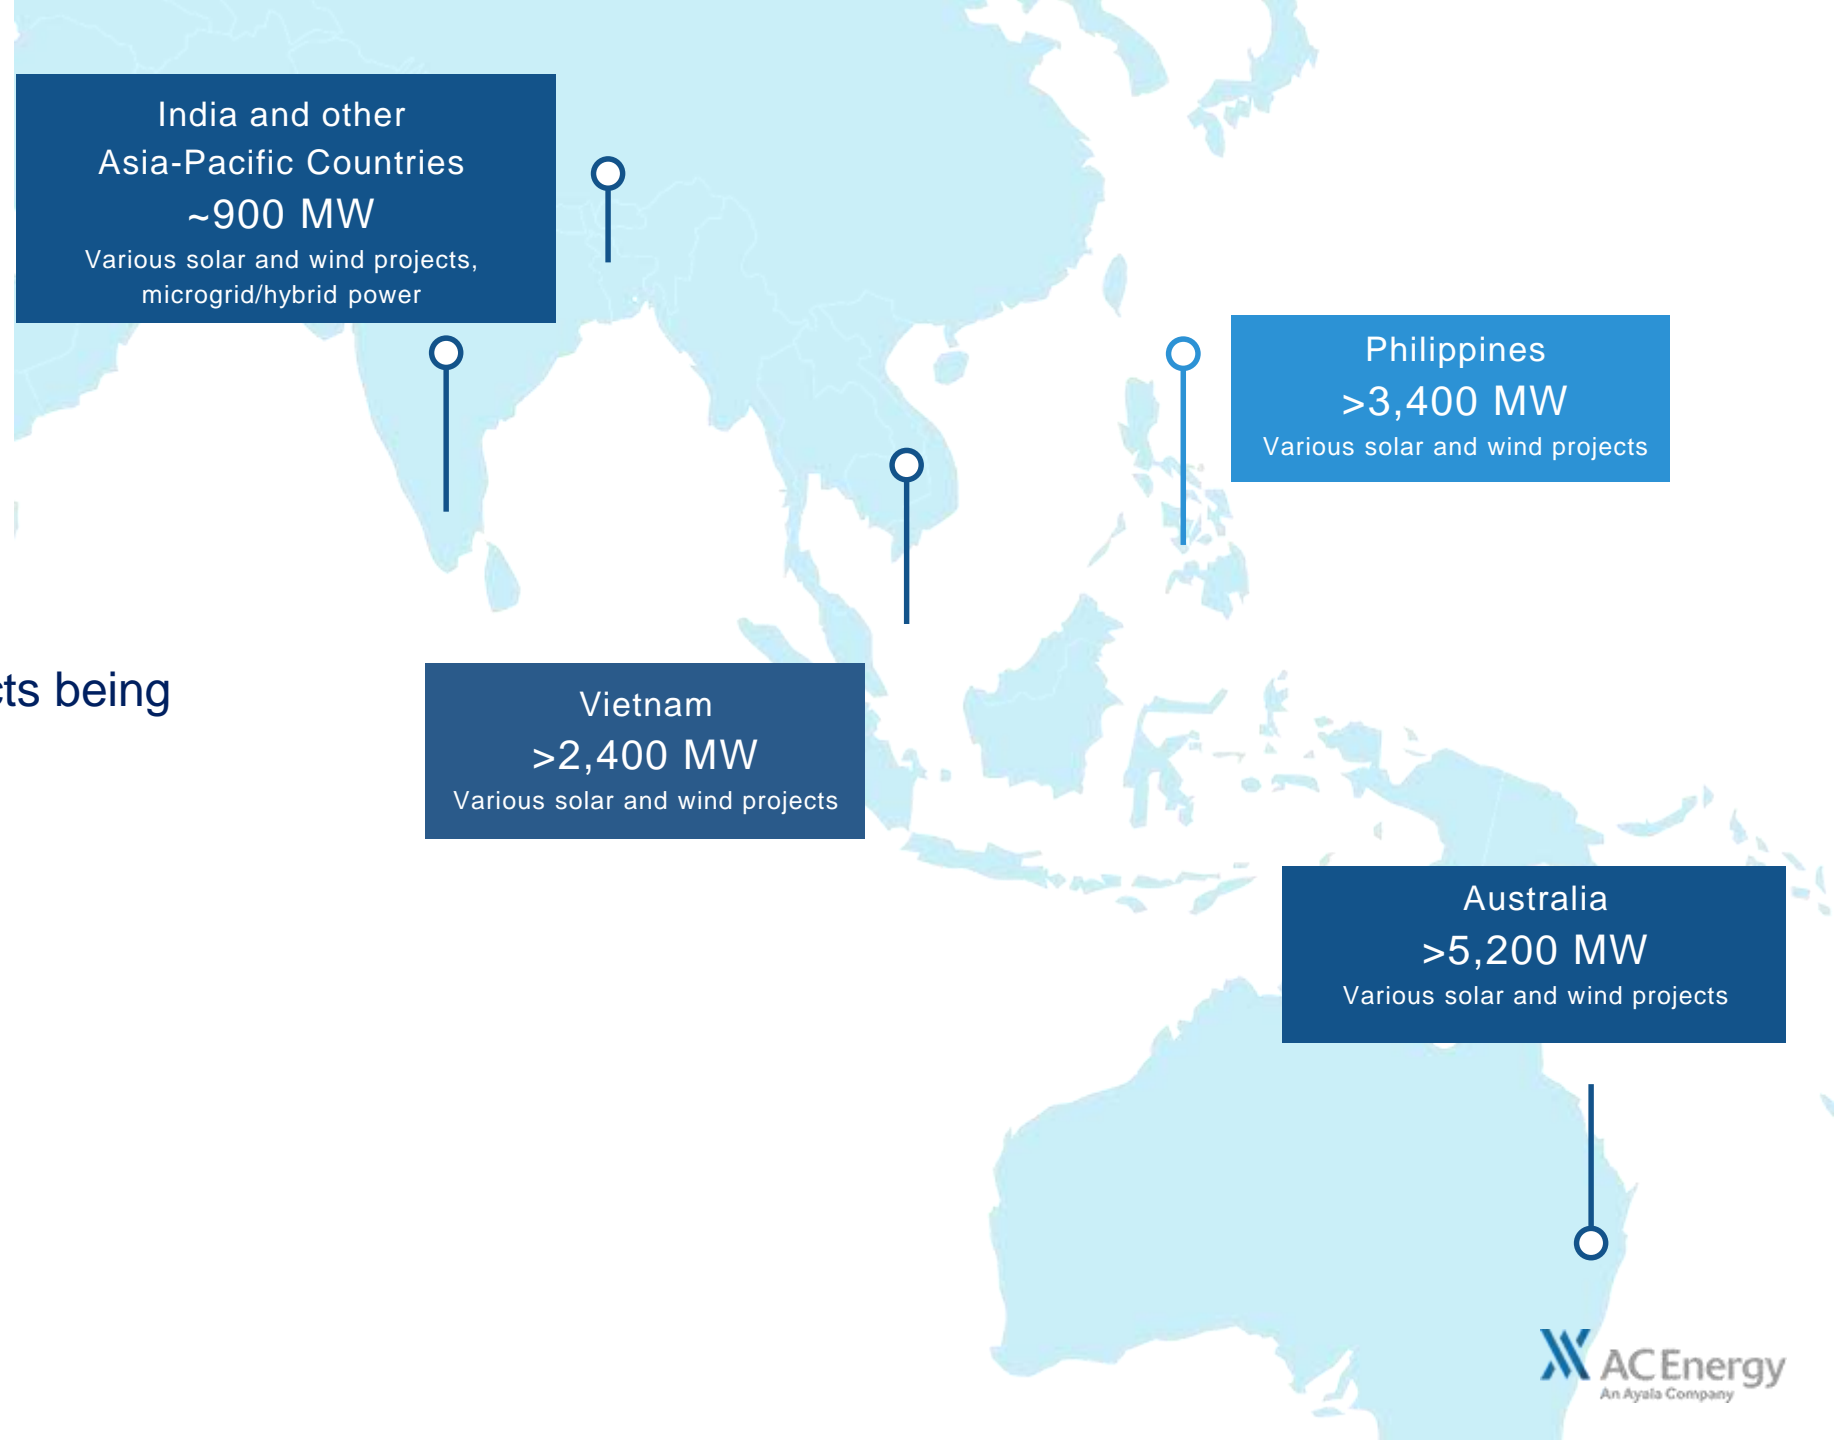 India and other
Asia-Pacific Countries
~900 MW
Various solar and wind projects,
microgrid/hybrid power
Philippines
>3,400 MW
Various solar and wind projects
being
Vietnam
>2,400 MW
Various solar and wind projects
Australia
>5,200 MW
Various solar and wind projects
ACEnergy
An Ayala Company